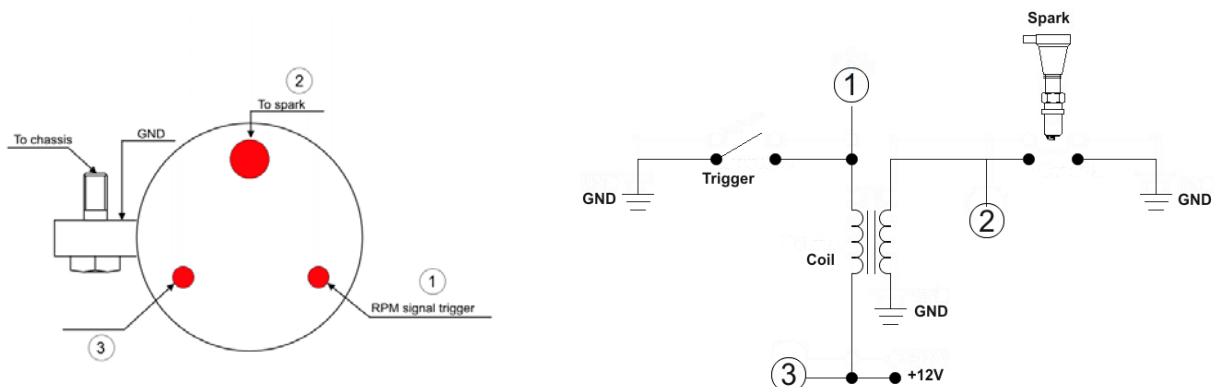 2
To spark
To chassis
GND
1
RPM signal trigger
3
Spark
1
Trigger
GND
GND
2
Coil
GND
3
+12V